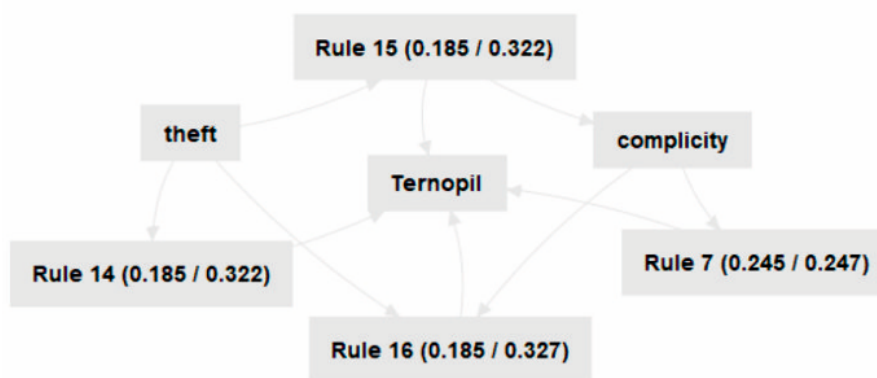 Rule 15 (0.185 / 0.322)
theft
complicity
Ternopil
Rule 14 (0.185 / 0.322)
Rule 7 (0.245 / 0.247)
Rule 16 (0.185 / 0.327)